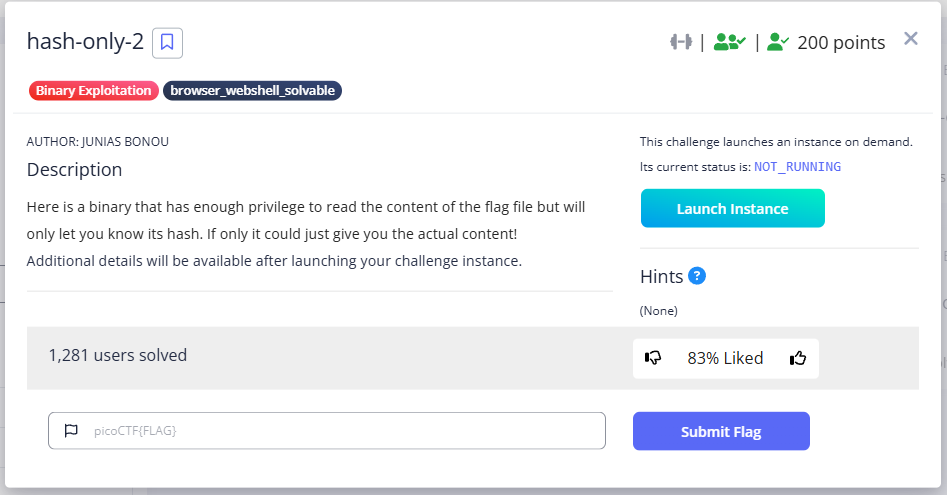 hash-only-2
| | 200 points
Binary Exploitation browser_webshell_solvable
AUTHOR: JUNIAS BONOU
Description
Here is a binary that has enough privilege to read the content of the flag file but will
only let you know its hash. If only it could just give you the actual content!
Additional details will be available after launching your challenge instance.
This challenge launches an instance on demand.
Its current status is: NOT_RUNNING
Launch Instance
Hints ?
(None)
1,281 users solved
83% Liked
picoCTF{FLAG}
Submit Flag